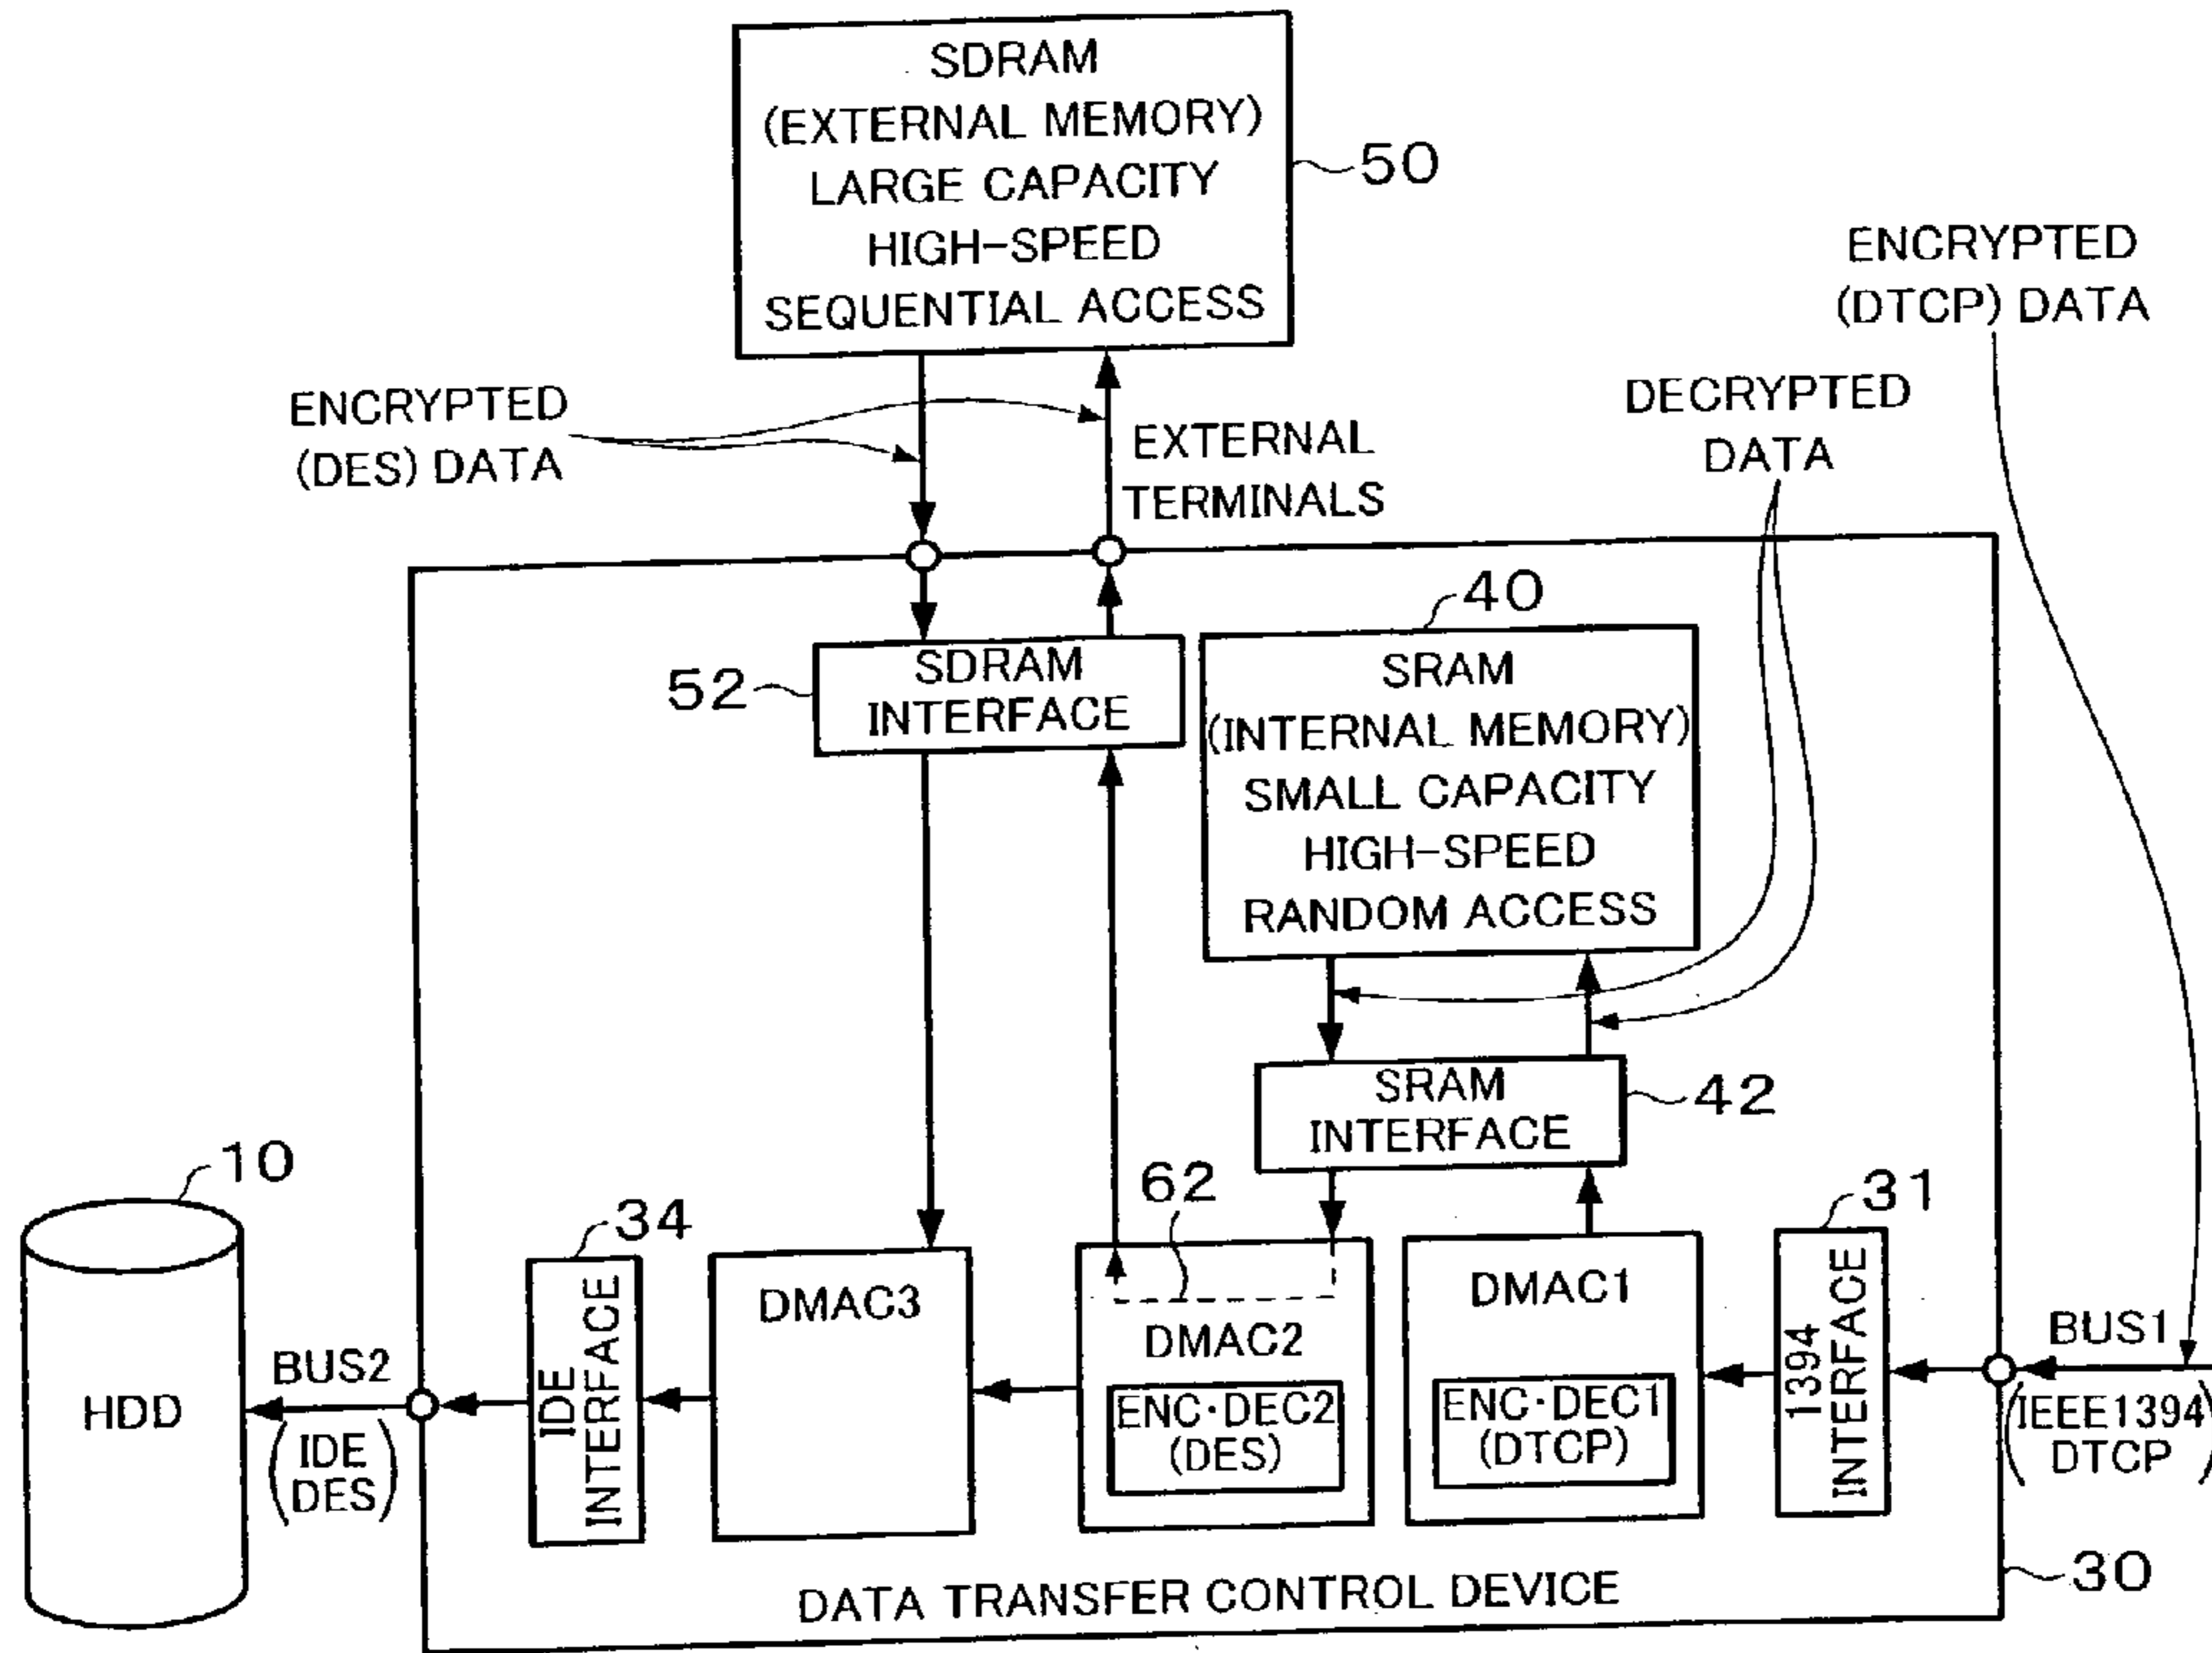 SDRAM
(EXTERNAL MEMORY)
LARGE CAPACITY
HIGH-SPEED
SEQUENTIAL ACCESS
50
ENCRYPTED
(DTCP) DATA
DECRYPTED
DATA
ENCRYPTED
(DES) DATA
EXTERNAL
TERMINALS
40
SDRAM
INTERFACE
52
SRAM
(INTERNAL MEMORY)
SMALL CAPACITY
HIGH-SPEED
RANDOM ACCESS
SRAM
INTERFACE
42
10
HDD
BUS2
(IDE
DES)
34
IDE
INTERFACE
DMAC3
62
DMAC2
ENC·DEC2
(DES)
DMAC1
ENC·DEC1
(DTCP)
31
1394
INTERFACE
BUS1
(IEEE1394
DTCP)
30
DATA TRANSFER CONTROL DEVICE